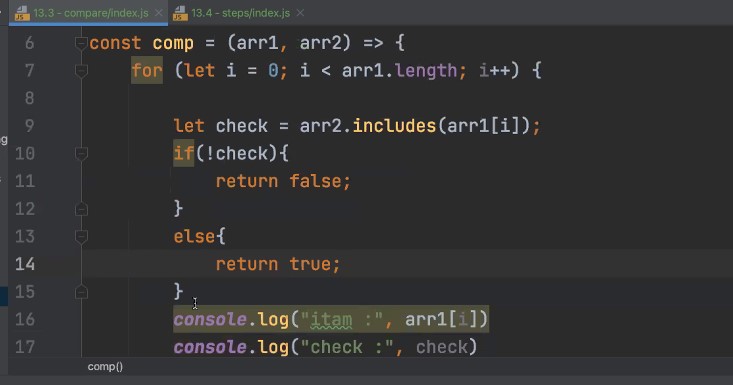 13.3 - compare/index.js × 13.4 - steps/index.js ×
6 const comp = (arr1, arr2) => {
7 for (let i = 0; i < arr1.length; i++) {
8
9 let check = arr2.includes(arr1[i]);
10 if(!check){
11 return false;
12 }
13 else{
14 return true;
15 }
16 console.log("itam :", arr1[i])
17 console.log("check :", check)
comp()